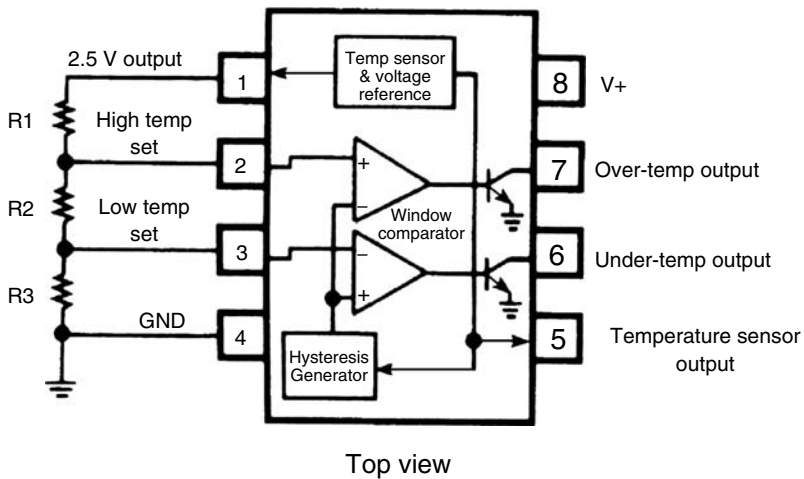 2.5 V output
R1
High temp
set
R2
Low temp
set
R3
GND
1
2
3
4
Temp sensor
& voltage
reference
+
−
Window
comparator
−
+
Hysteresis
Generator
8
V+
7
Over-temp output
6
Under-temp output
5
Temperature sensor
output
Top view